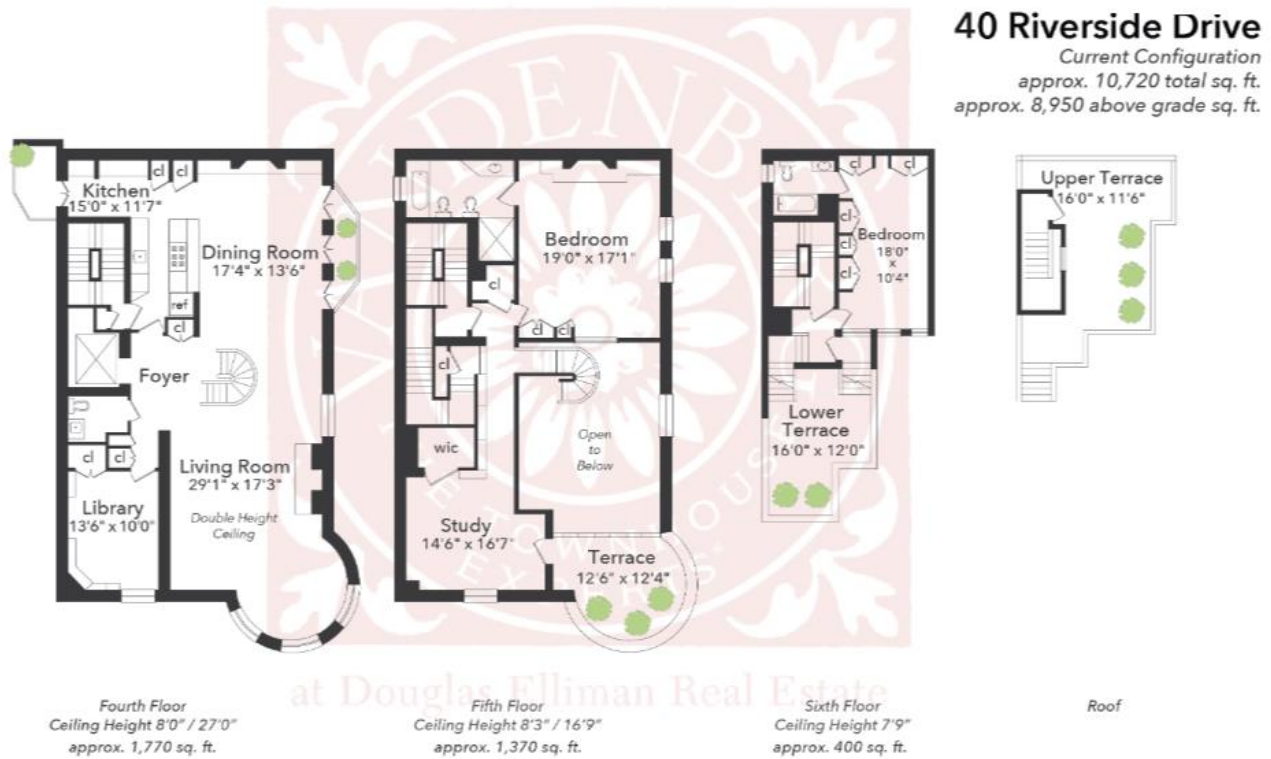 40 Riverside Drive
Current Configuration
approx. 10,720 total sq. ft.
approx. 8,950 above grade sq. ft.
VANDENBERG
THE TOWNHOUSE
EXPERTS
at Douglas Elliman Real Estate
cl
cl
Kitchen
15'0" x 11'7"
Dining Room
17'4" x 13'6"
ref
cl
Foyer
cl
cl
Living Room
29'1" x 17'3"
Double Height
Ceiling
Library
13'6" x 10'0"
Fourth Floor
Ceiling Height 8'0" / 27'0"
approx. 1,770 sq. ft.
Bedroom
19'0" x 17'1"
cl
cl
cl
cl
Open
to
Below
wic
Study
14'6" x 16'7"
Terrace
12'6" x 12'4"
Fifth Floor
Ceiling Height 8'3" / 16'9"
approx. 1,370 sq. ft.
cl
cl
cl
cl
cl
Bedroom
18'0"
x
10'4"
Lower
Terrace
16'0" x 12'0"
Sixth Floor
Ceiling Height 7'9"
approx. 400 sq. ft.
Upper Terrace
16'0" x 11'6"
Roof